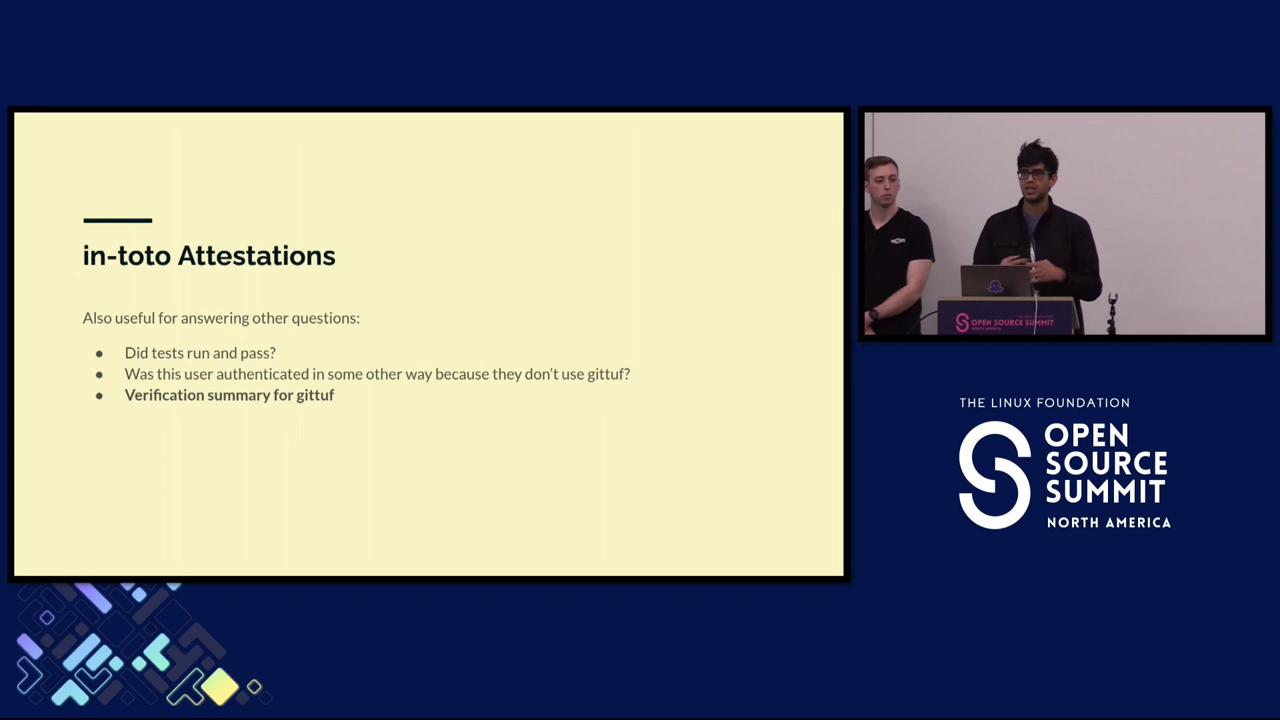 in-toto Attestations
Also useful for answering other questions:
● Did tests run and pass?
● Was this user authenticated in some other way because they don't use gittuf?
● Verification summary for gittuf
OPEN SOURCE SUMMIT
THE LINUX FOUNDATION
OPEN
SOURCE
SUMMIT
NORTH AMERICA